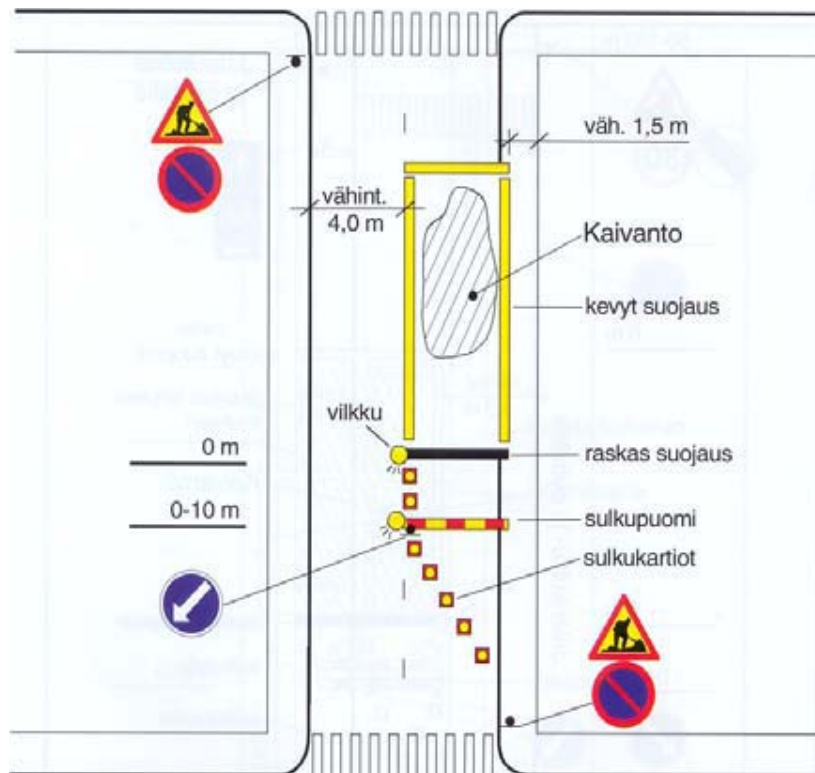 väh. 1,5 m
vähint.
4,0 m
Kaivanto
kevyt suojaus
vilkku
0 m
raskas suojaus
0-10 m
sulkupuomi
sulkukartiot